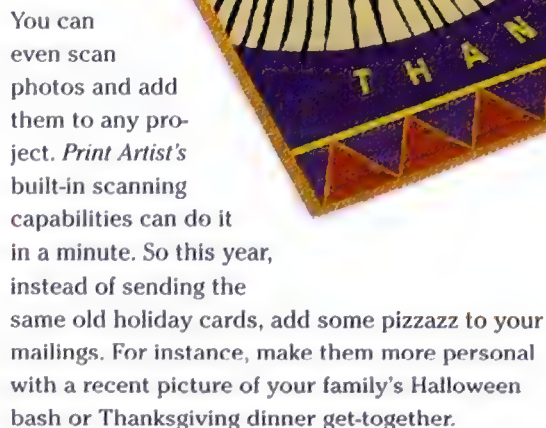 You can
even scan
photos and add
them to any pro-
ject. Print Artist's
built-in scanning
capabilities can do it
in a minute. So this year,
instead of sending the
same old holiday cards, add some pizzazz to your
mailings. For instance, make them more personal
with a recent picture of your family's Halloween
bash or Thanksgiving dinner get-together.
T H A N